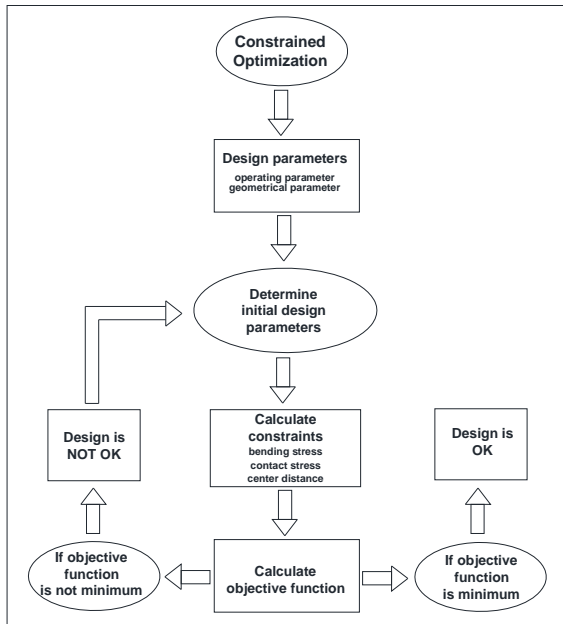 Constrained
Optimization
Design parameters
operating parameter
geometrical parameter
Determine
initial design
parameters
Calculate
constraints
bending stress
contact stress
center distance
Design is
NOT OK
Design is
OK
If objective
function
is not minimum
Calculate
objective function
If objective
function
is minimum